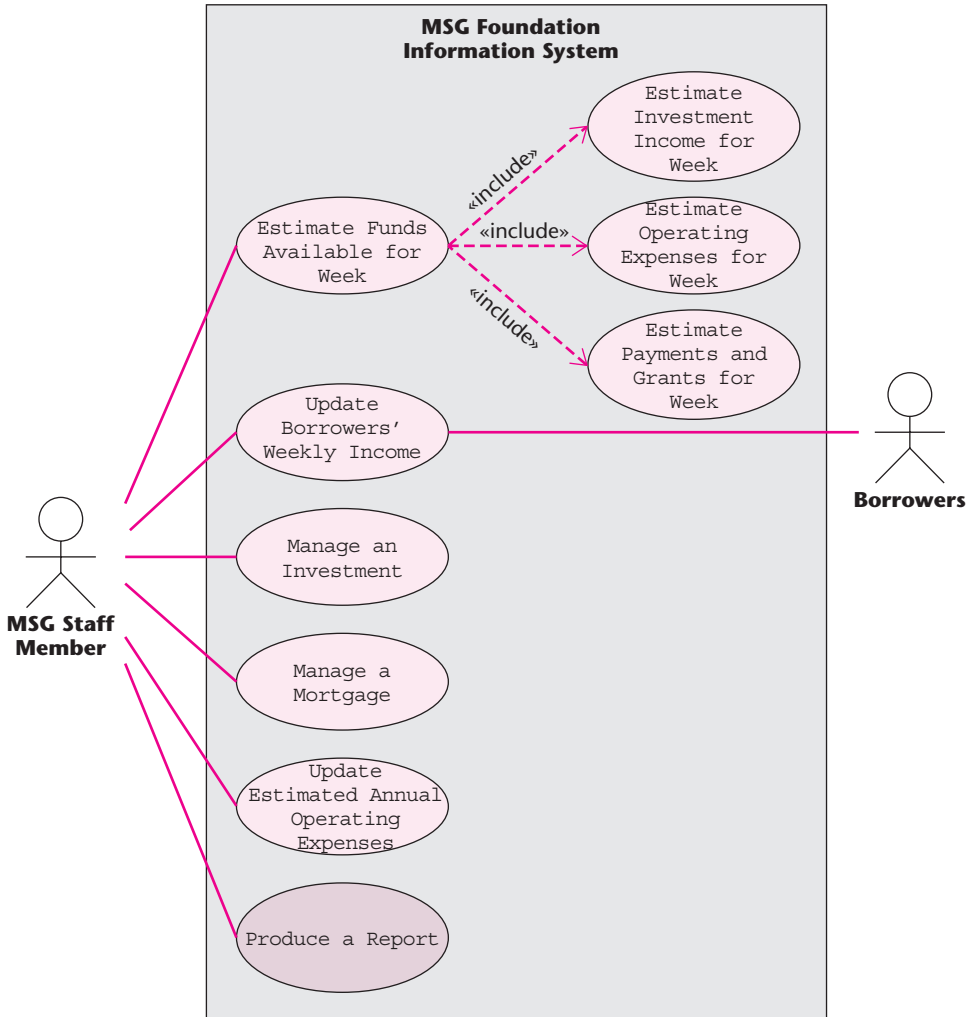 MSG Foundation
Information System
Estimate
Investment
Income for
Week
«include»
Estimate Funds
Available for
Week
«include»
Estimate
Operating
Expenses for
Week
«include»
Estimate
Payments and
Grants for
Week
Update
Borrowers’
Weekly Income
Borrowers
Manage an
Investment
MSG Staff
Member
Manage a
Mortgage
Update
Estimated Annual
Operating
Expenses
Produce a Report